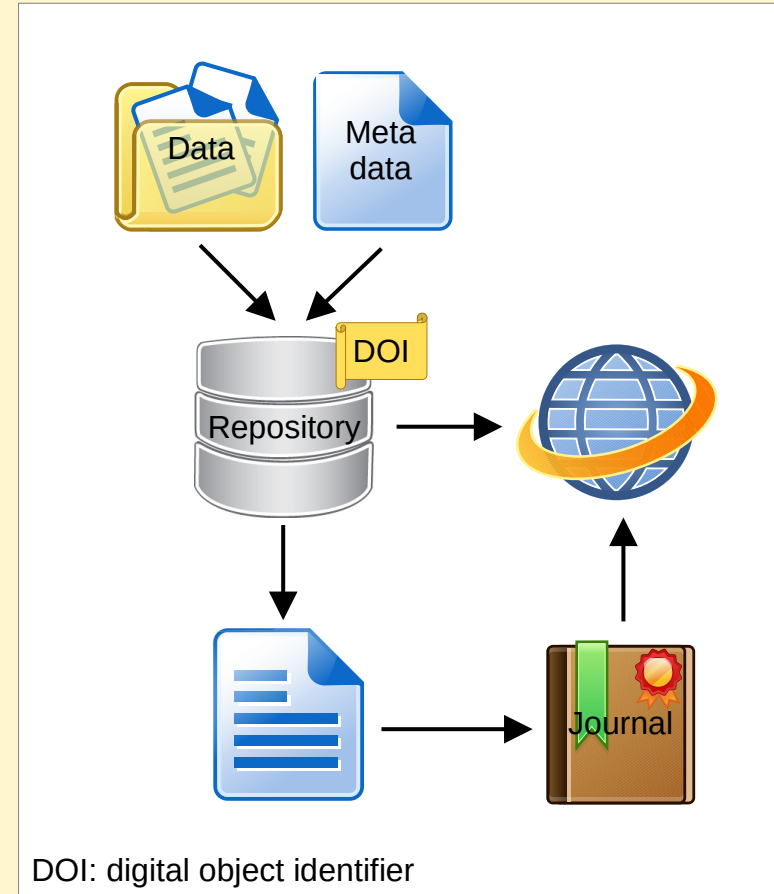 Data
Meta
data
DOI
Repository
Journal
DOI: digital object identifier